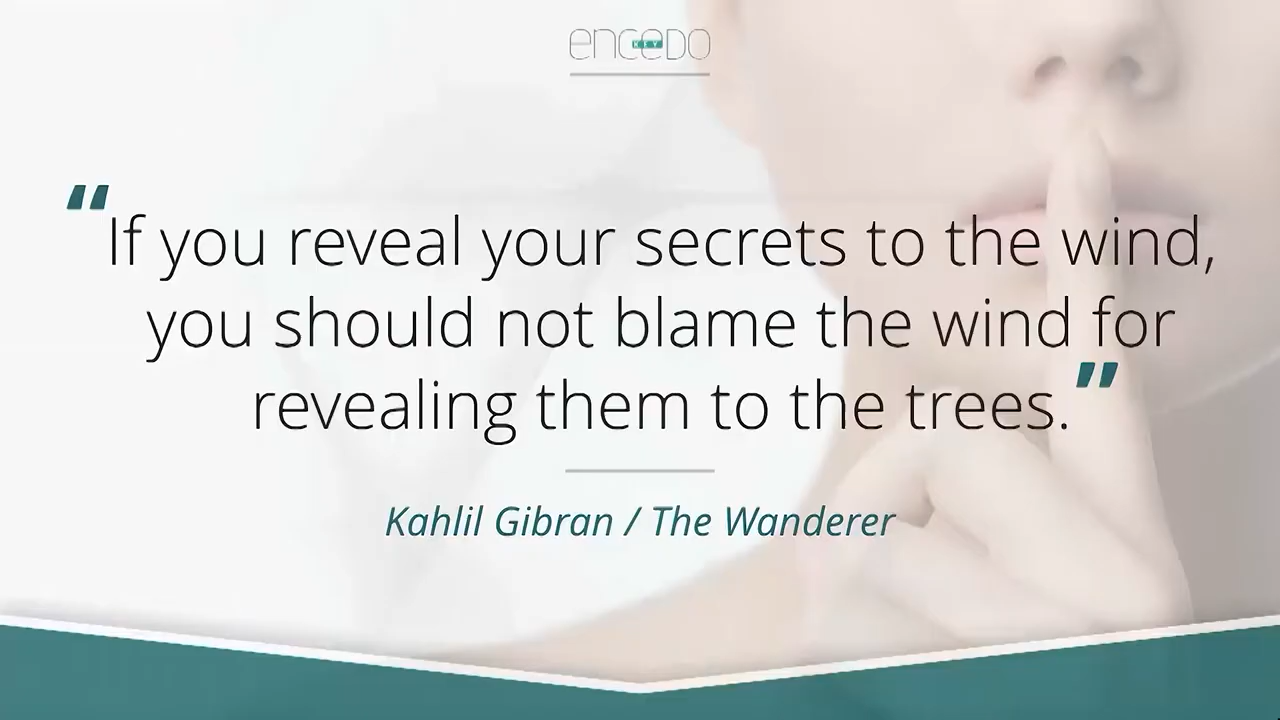 encedo
KEY
“If you reveal your secrets to the wind,
you should not blame the wind for
revealing them to the trees.”
Kahlil Gibran / The Wanderer